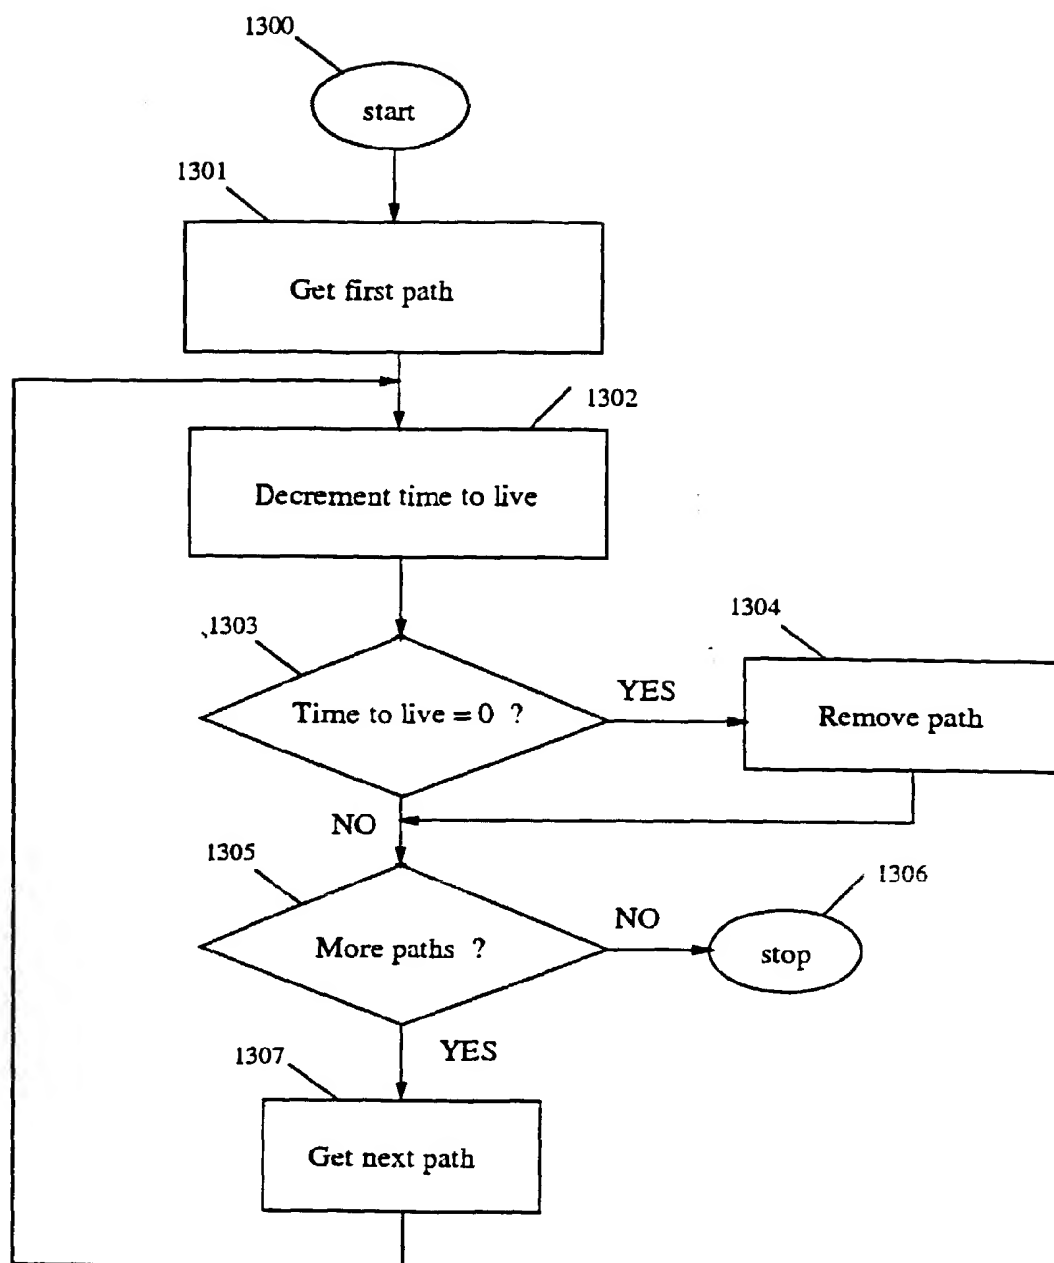 1300
start
1301
Get first path
1302
Decrement time to live
1303
Time to live = 0 ?
YES
1304
Remove path
NO
1305
More paths ?
NO
1306
stop
YES
1307
Get next path